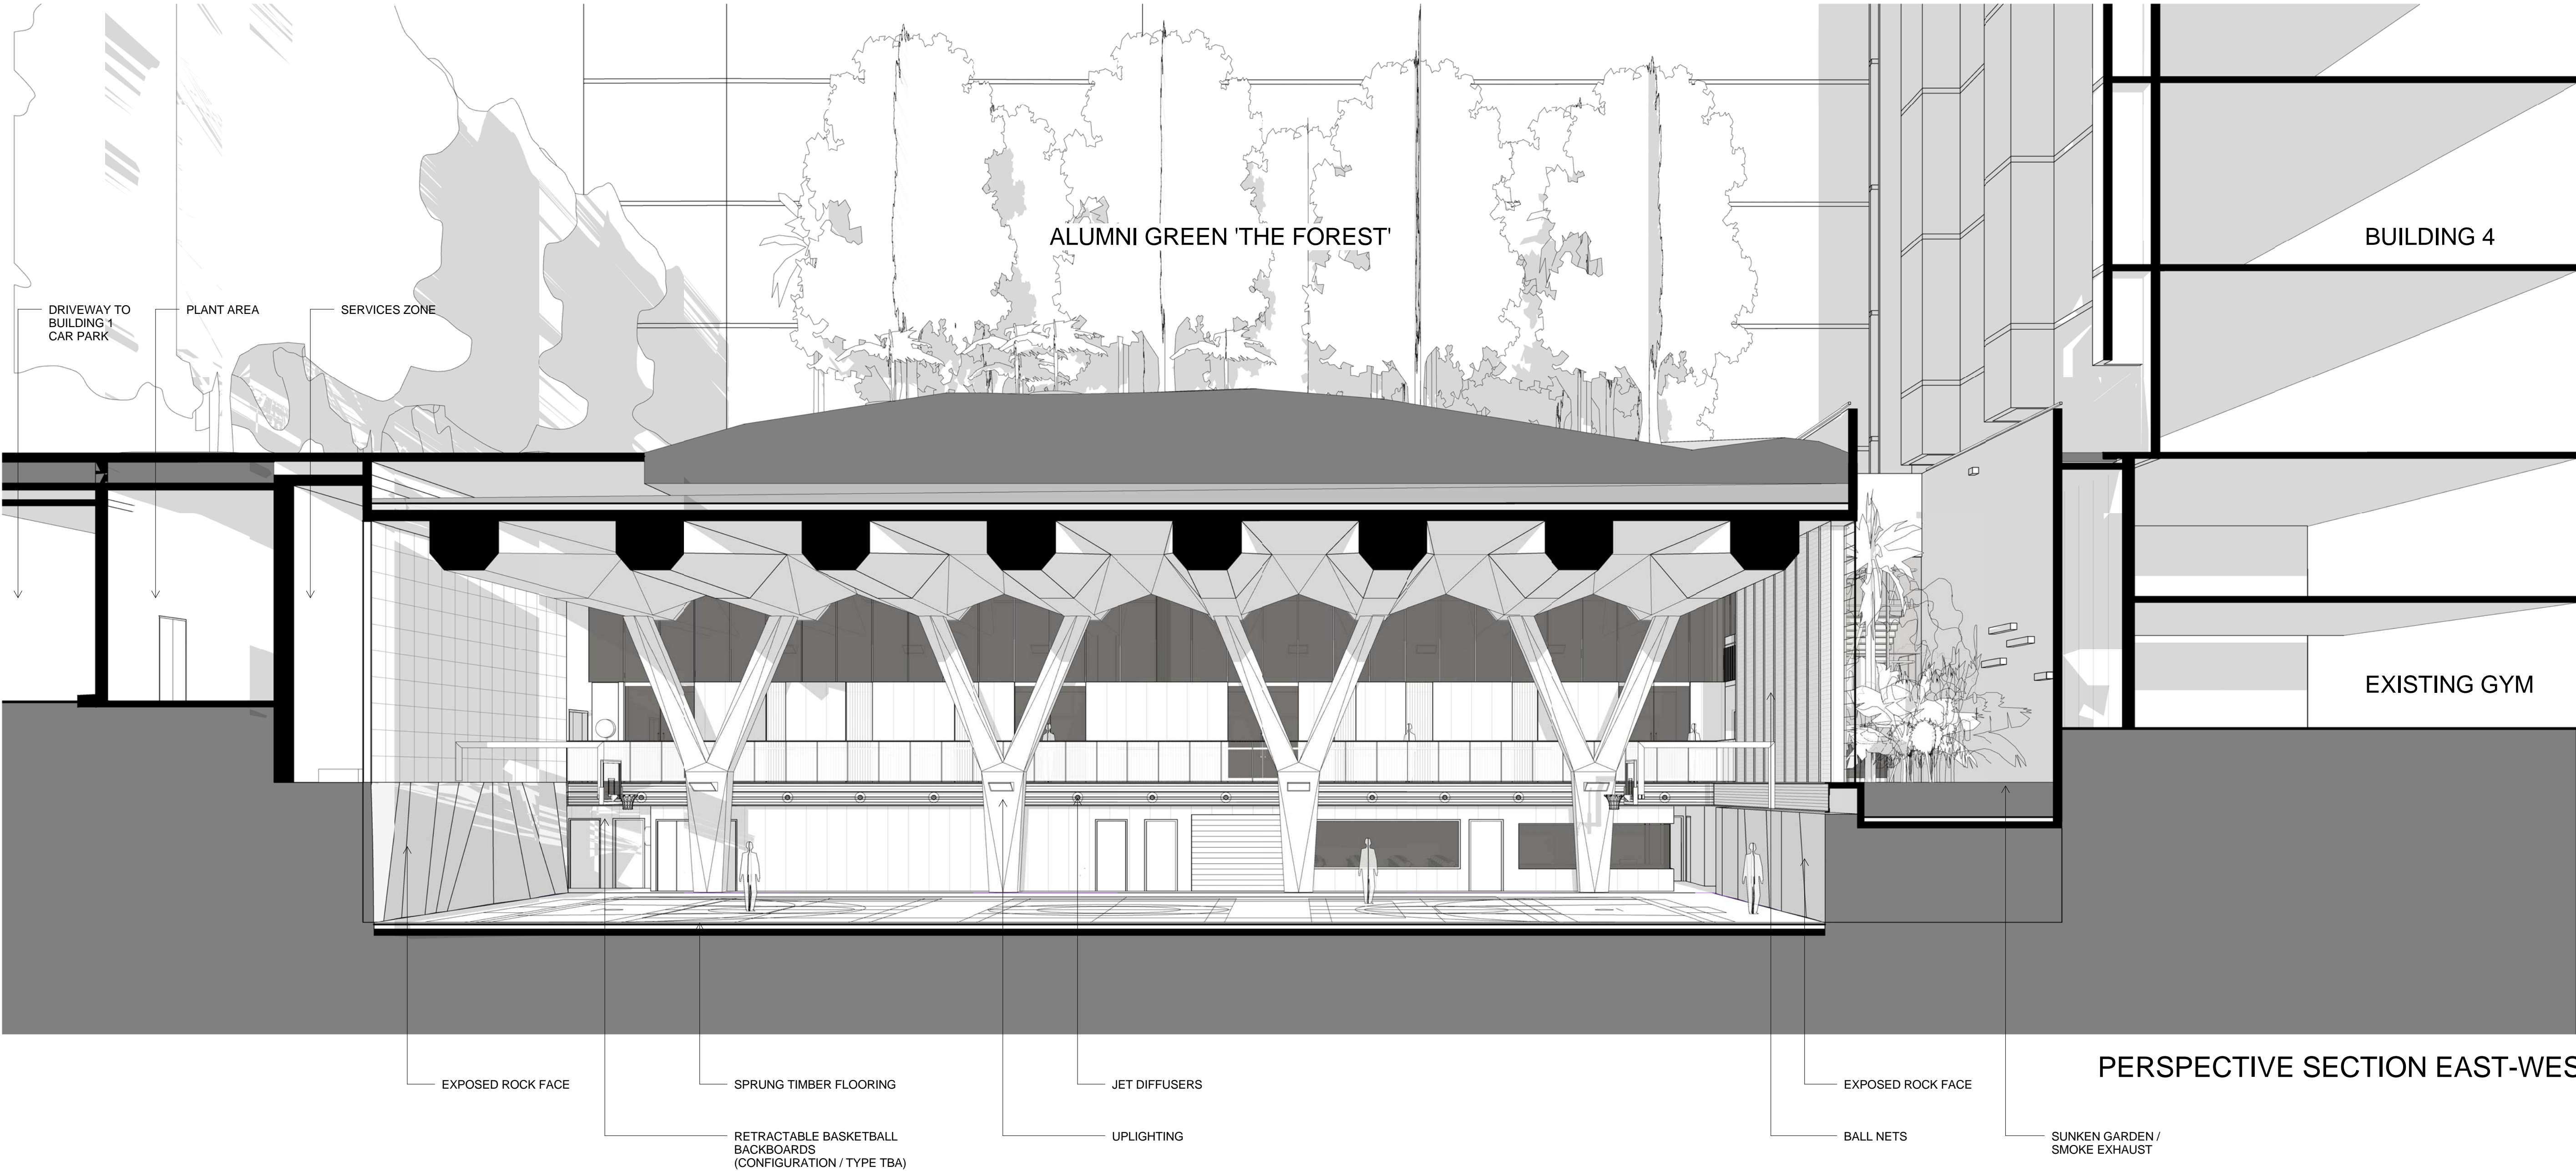 ALUMNI GREEN 'THE FOREST'
BUILDING 4
DRIVEWAY TO
BUILDING 1
CAR PARK
PLANT AREA
SERVICES ZONE
EXISTING GYM
PERSPECTIVE SECTION EAST-WES
EXPOSED ROCK FACE
SPRUNG TIMBER FLOORING
JET DIFFUSERS
EXPOSED ROCK FACE
RETRACTABLE BASKETBALL
BACKBOARDS
(CONFIGURATION / TYPE TBA)
UPLIGHTING
BALL NETS
SUNKEN GARDEN /
SMOKE EXHAUST